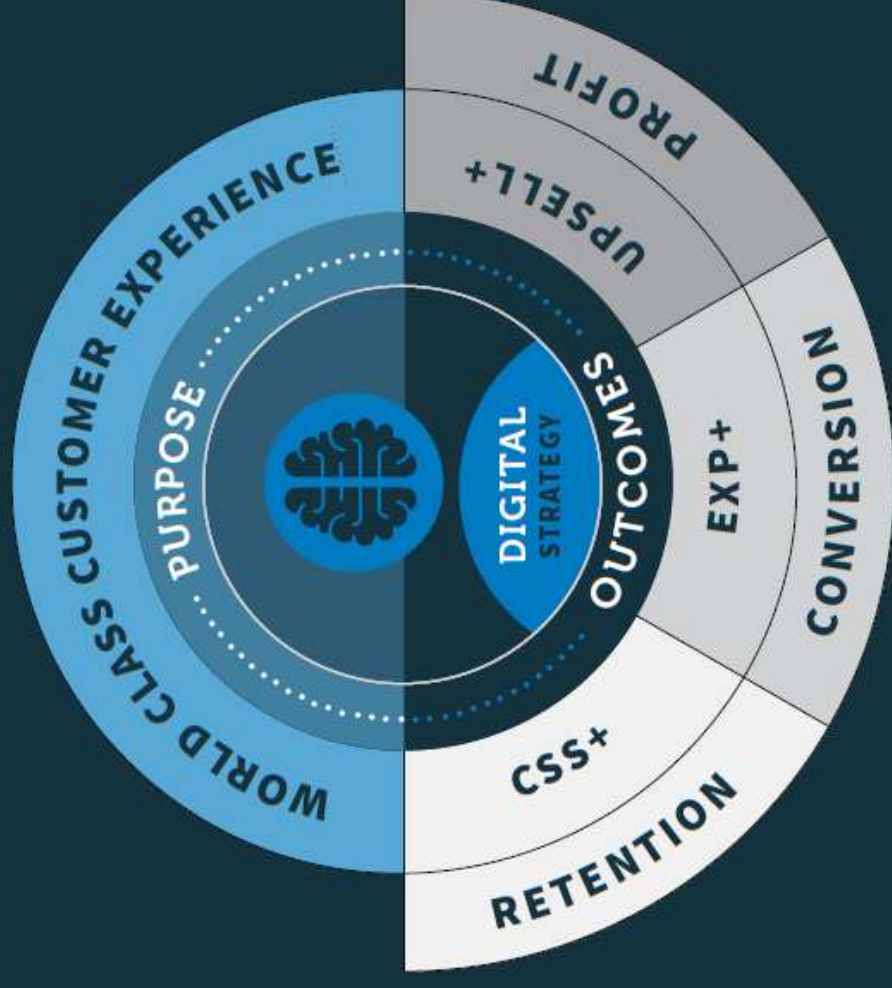 WORLD CLASS CUSTOMER EXPERIENCE
PURPOSE
DIGITAL
STRATEGY
OUTCOMES
CSS+
EXP+
UPSELL+
RETENTION
CONVERSION
PROFIT